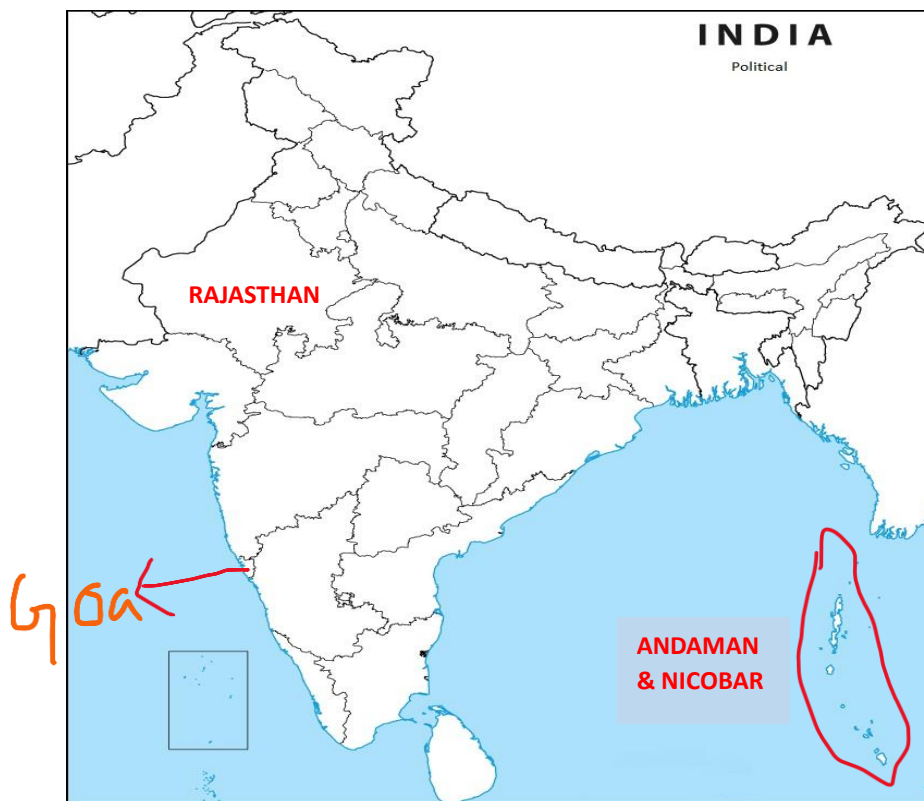 INDIA
Political
RAJASTHAN
Goa
ANDAMAN
& NICOBAR